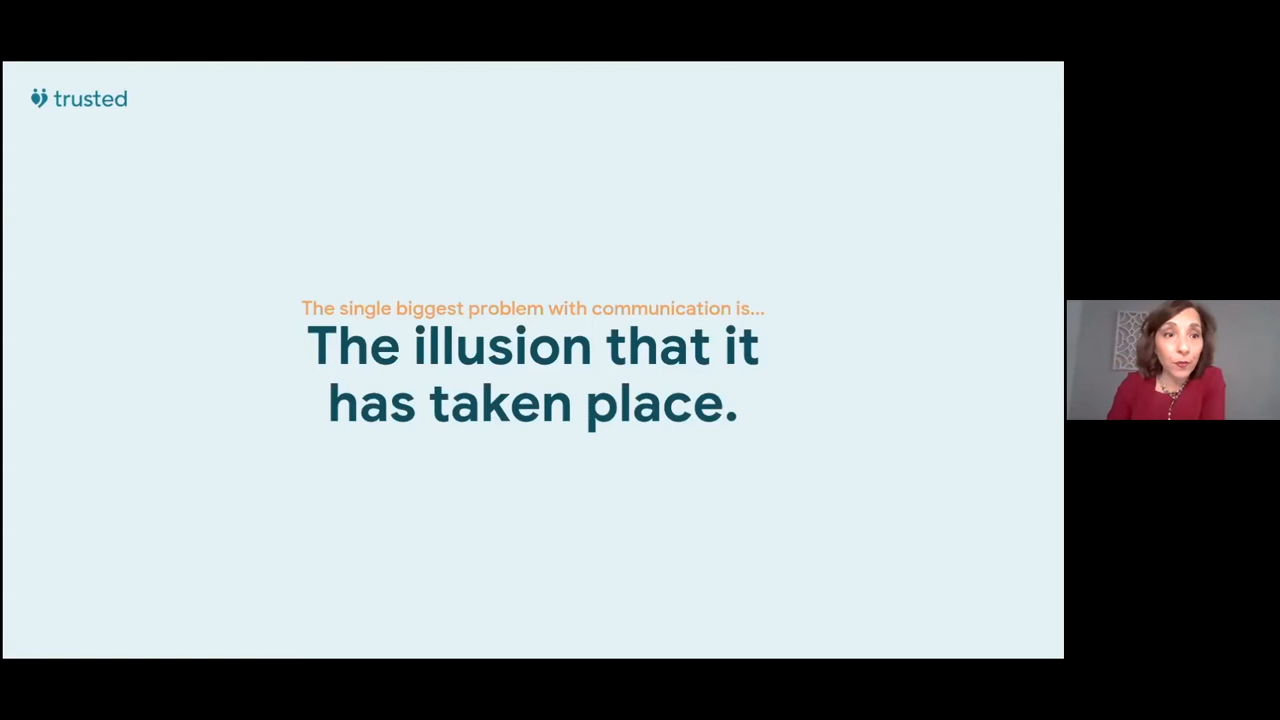 trusted
The single biggest problem with communication is...
The illusion that it
has taken place.